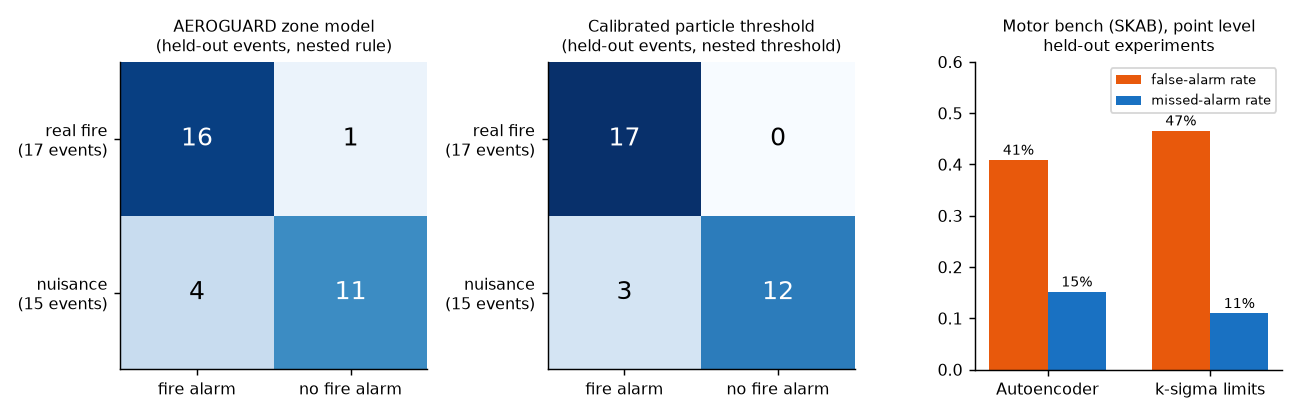 AEROGUARD zone model
(held-out events, nested rule)
real fire
(17 events)
16
1
nuisance
(15 events)
4
11
fire alarm
no fire alarm
Calibrated particle threshold
(held-out events, nested threshold)
real fire
(17 events)
17
0
nuisance
(15 events)
3
12
fire alarm
no fire alarm
Motor bench (SKAB), point level
held-out experiments
false-alarm rate
missed-alarm rate
0.6
0.5
0.4
0.3
0.2
0.1
0.0
41%
15%
47%
11%
Autoencoder
k-sigma limits